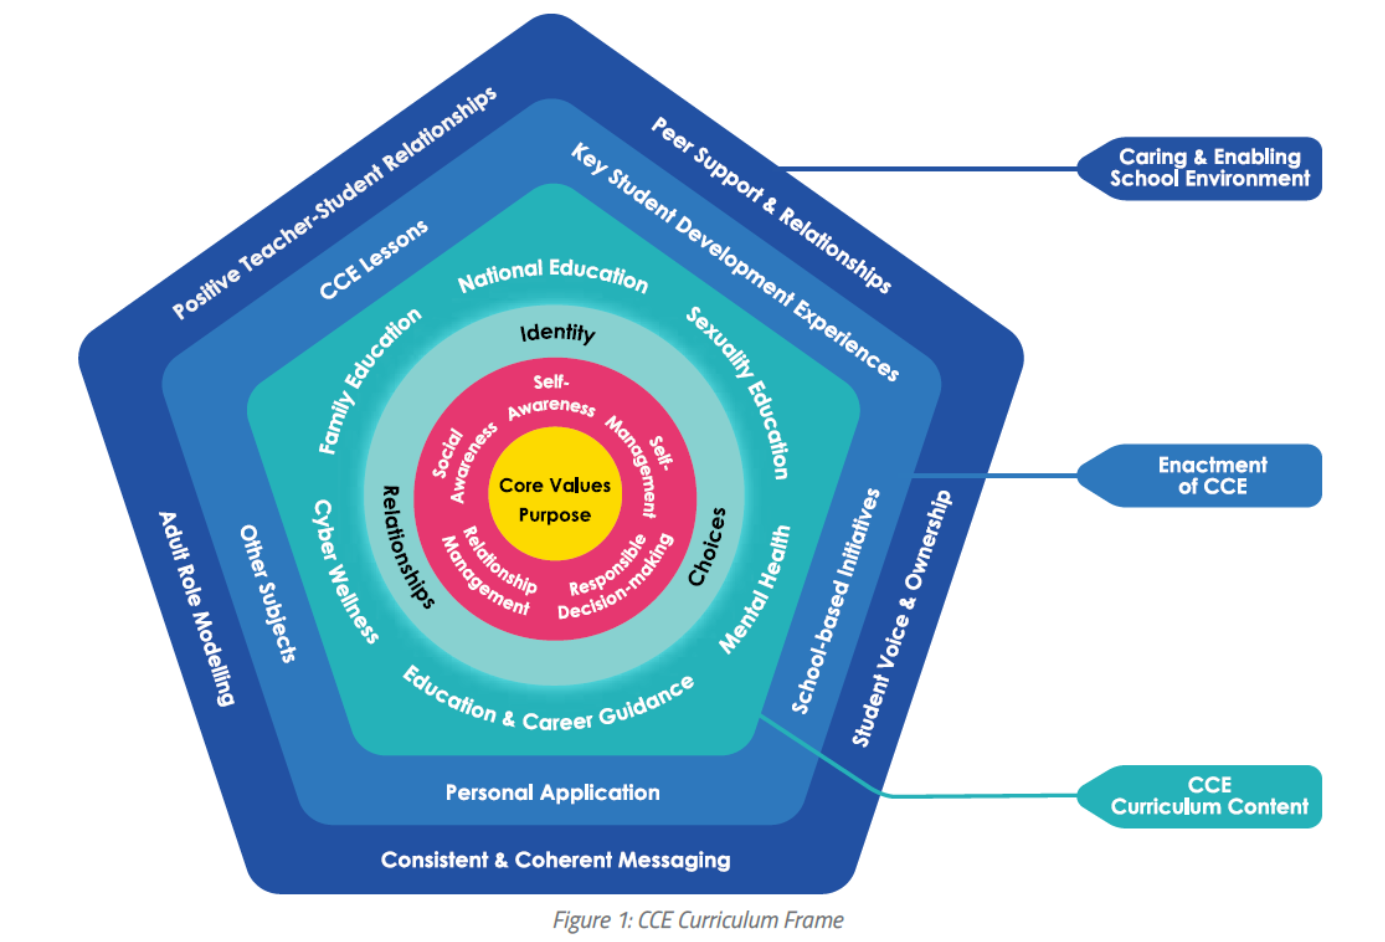 Positive Teacher-Student Relationships
Peer Support & Relationships
Caring & Enabling
School Environment
Key Student Development Experiences
CCE Lessons
National Education
Sexuality Education
Family Education
Identity
Self-
Awareness
Social
Awareness
Self-
Management
Core Values
Purpose
Enactment
of CCE
Relationships
Choices
Relationship
Management
Responsible
Decision-making
Cyber Wellness
Mental Health
Adult Role Modelling
Other Subjects
School-based Initiatives
Student Voice & Ownership
Education & Career Guidance
CCE
Curriculum Content
Personal Application
Consistent & Coherent Messaging
Figure 1: CCE Curriculum Frame